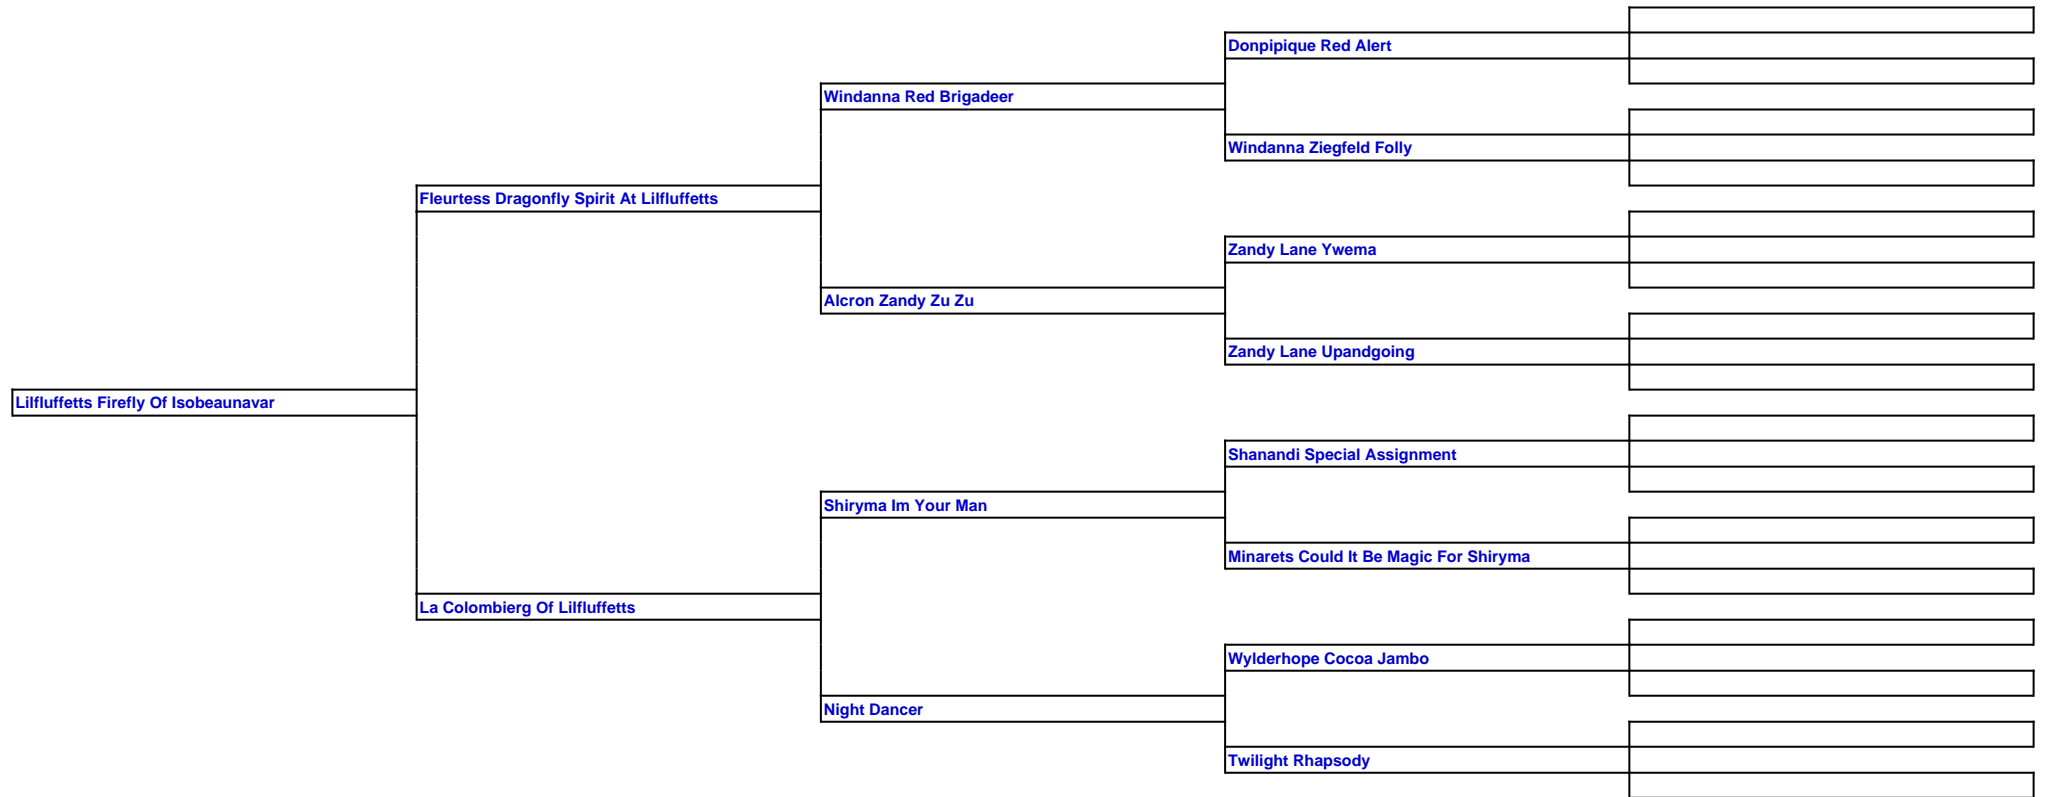 Donpipique Red Alert
Windanna Red Brigadeer
Windanna Ziegfeld Folly
Fleurtess Dragonfly Spirit At Lilfluffetts
Zandy Lane Ywema
Alcron Zandy Zu Zu
Zandy Lane Upandgoing
Lilfluffetts Firefly Of Isobeaunavar
Shanandi Special Assignment
Shiryma Im Your Man
Minarets Could It Be Magic For Shiryma
La Colombierg Of Lilfluffetts
Wylderhope Cocoa Jambo
Night Dancer
Twilight Rhapsody